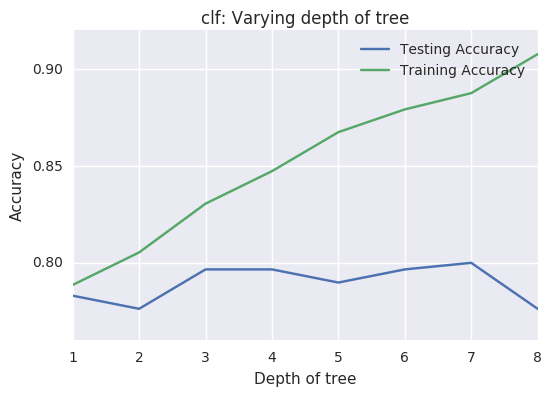 clf: Varying depth of tree
Testing Accuracy
Training Accuracy
0.90
0.85
0.80
Accuracy
1 2 3 4 5 6 7 8
Depth of tree